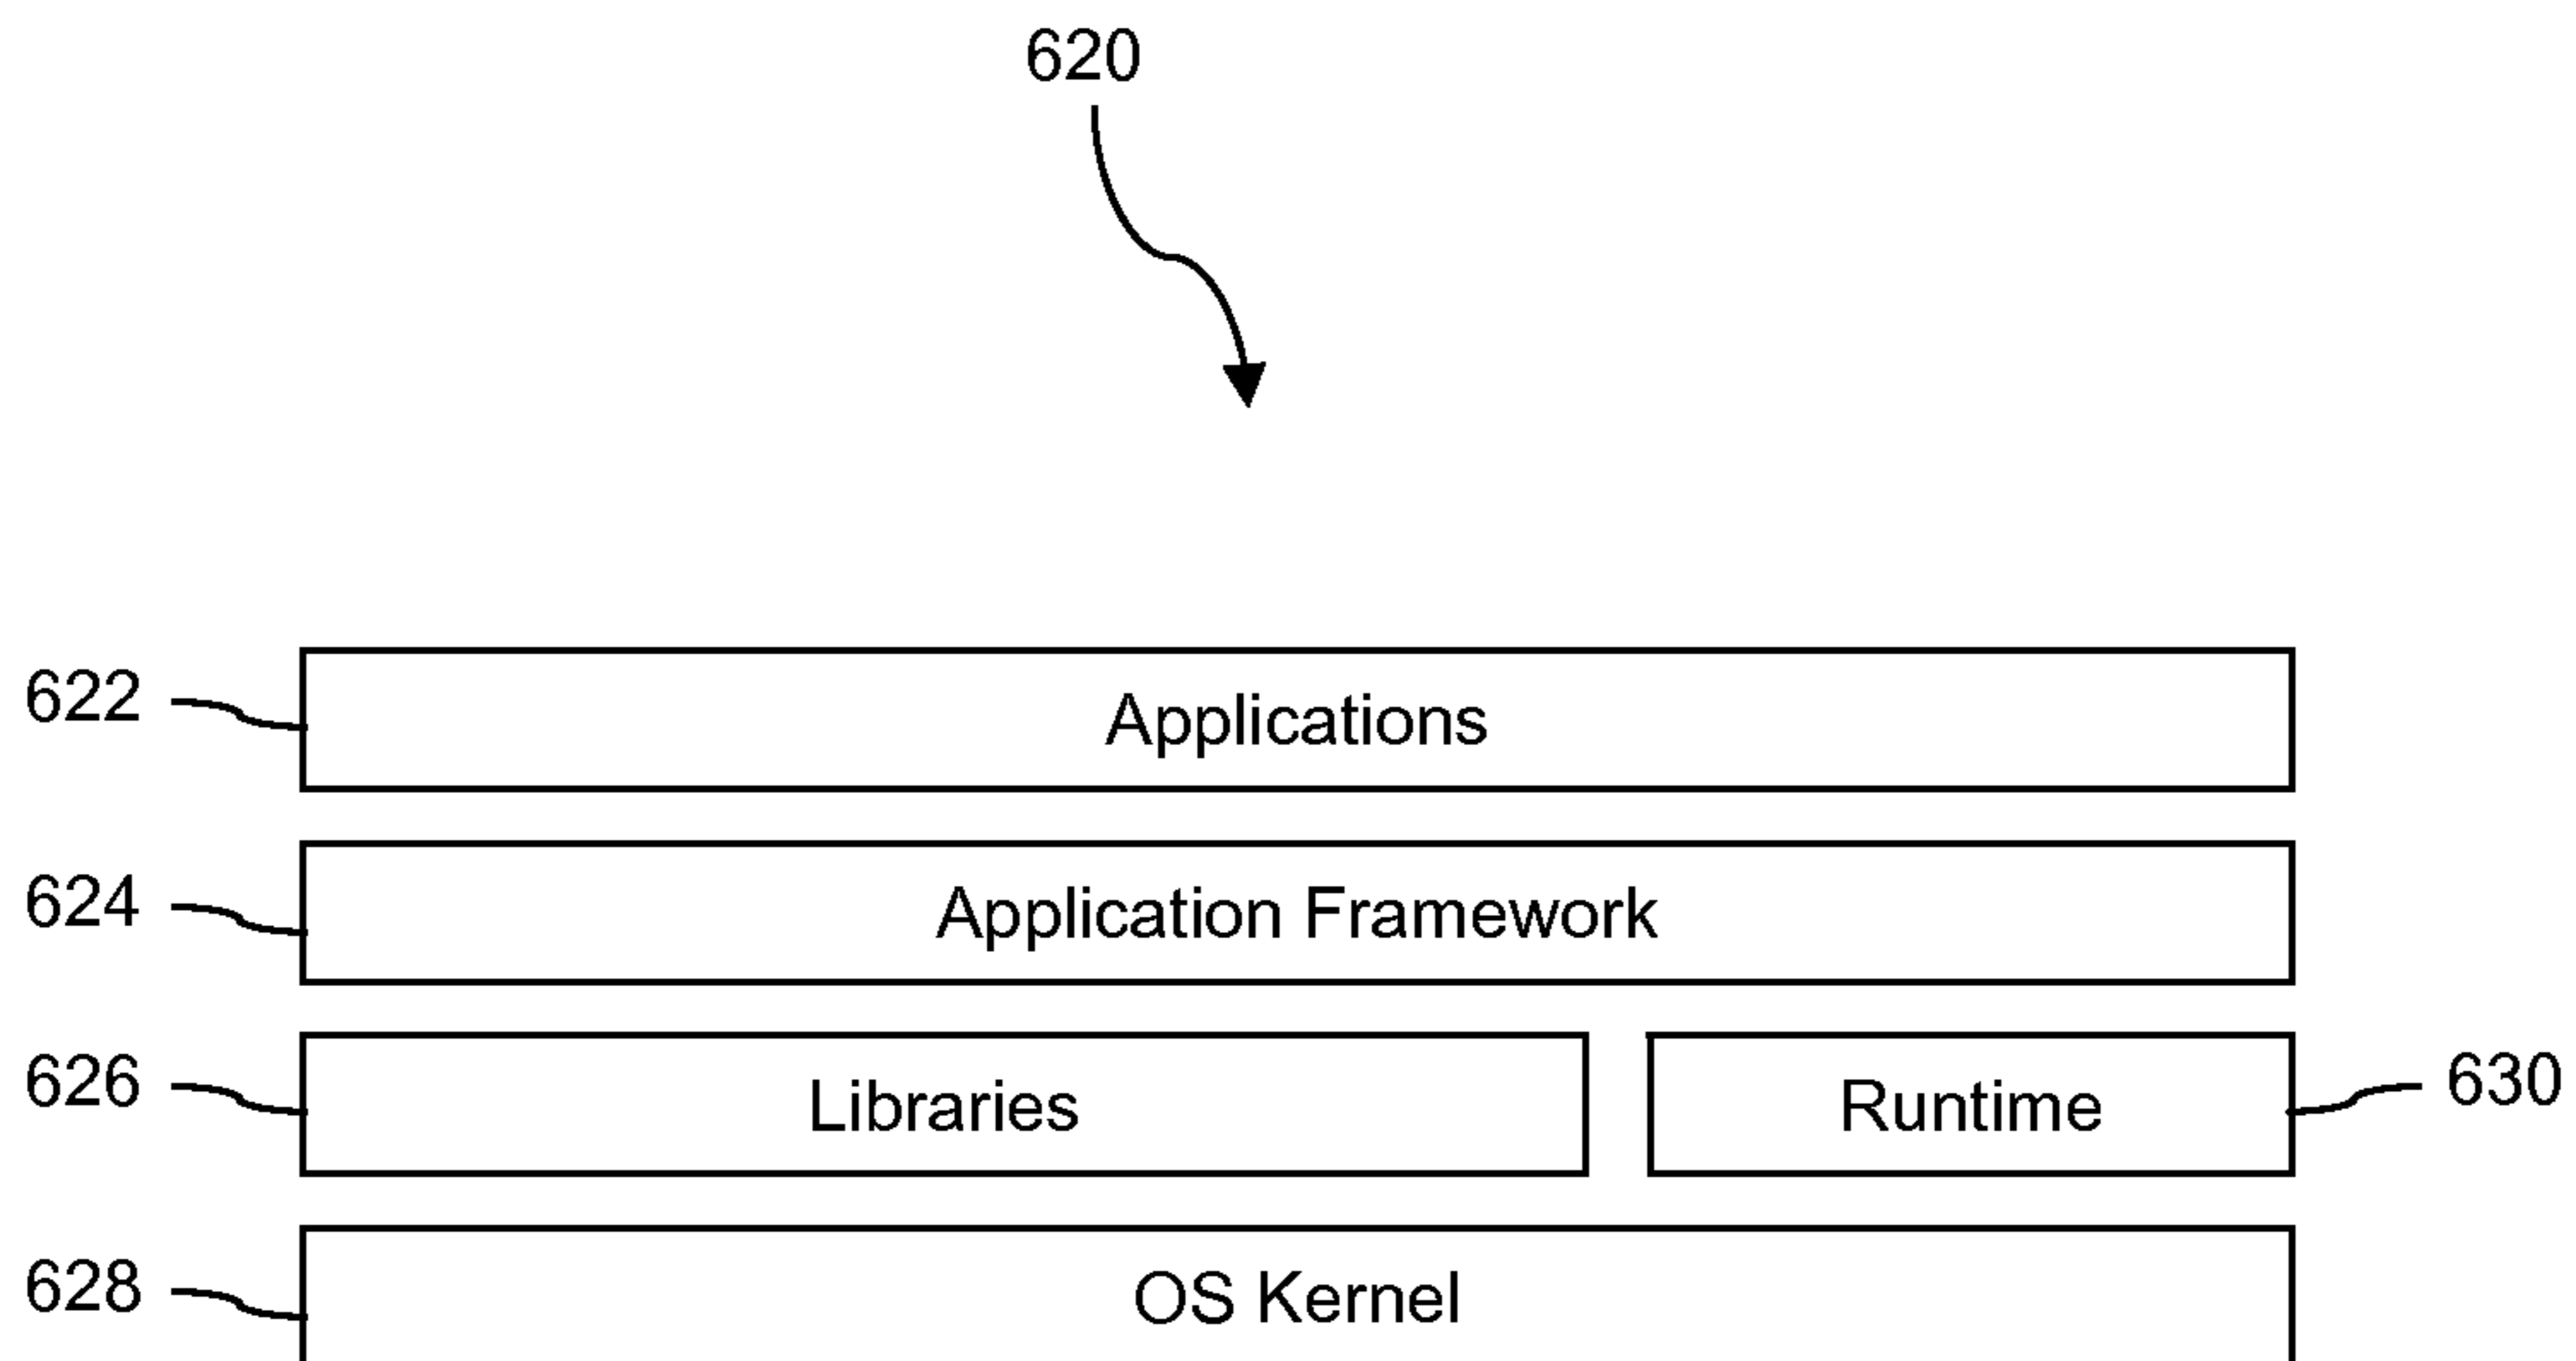 620
622
Applications
624
Application Framework
626
Libraries
Runtime
630
628
OS Kernel